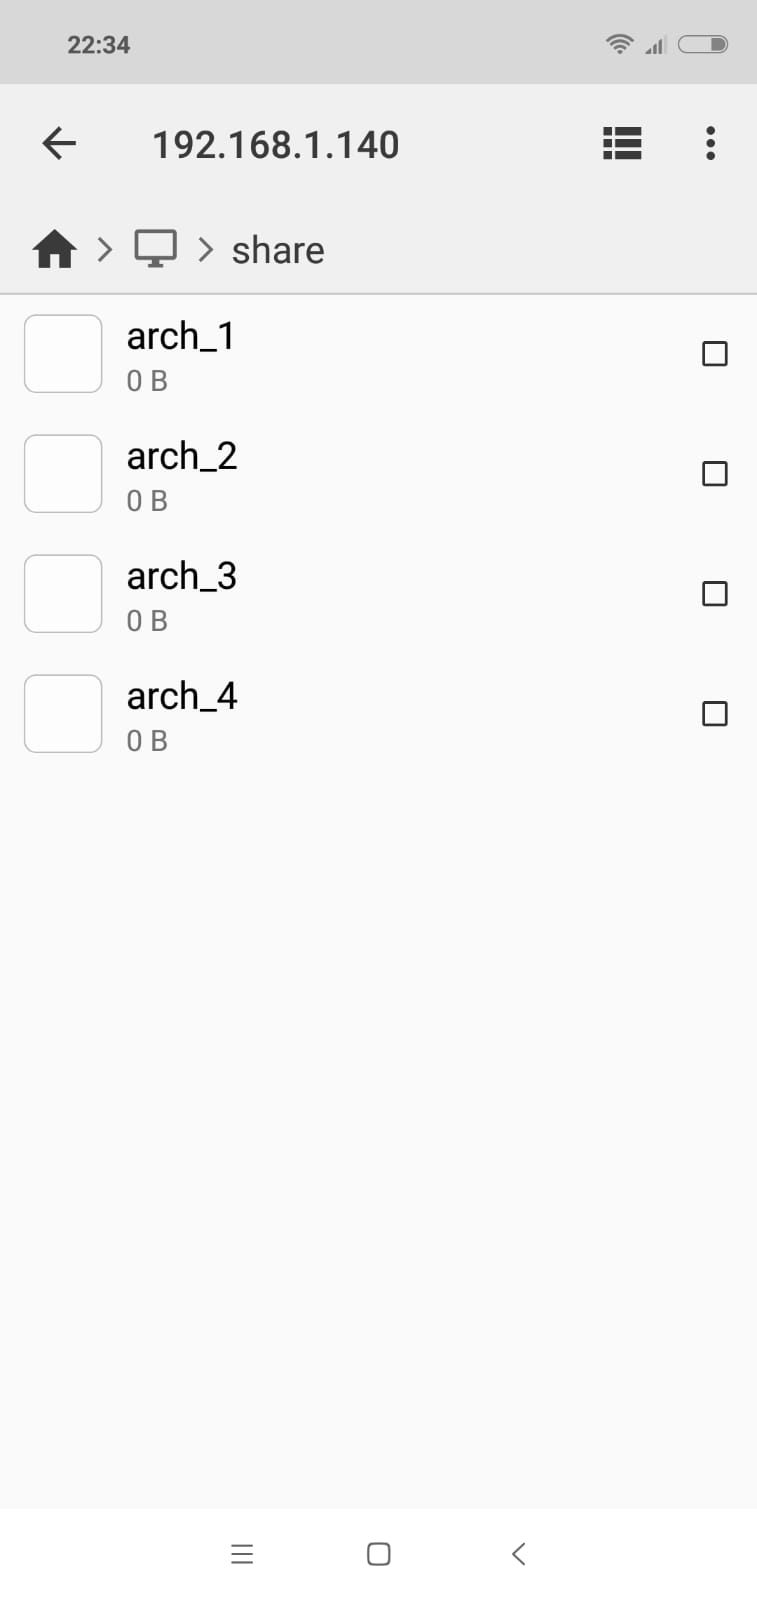 22:34
192.168.1.140
share
arch_1
0 B
arch_2
0 B
arch_3
0 B
arch_4
0 B